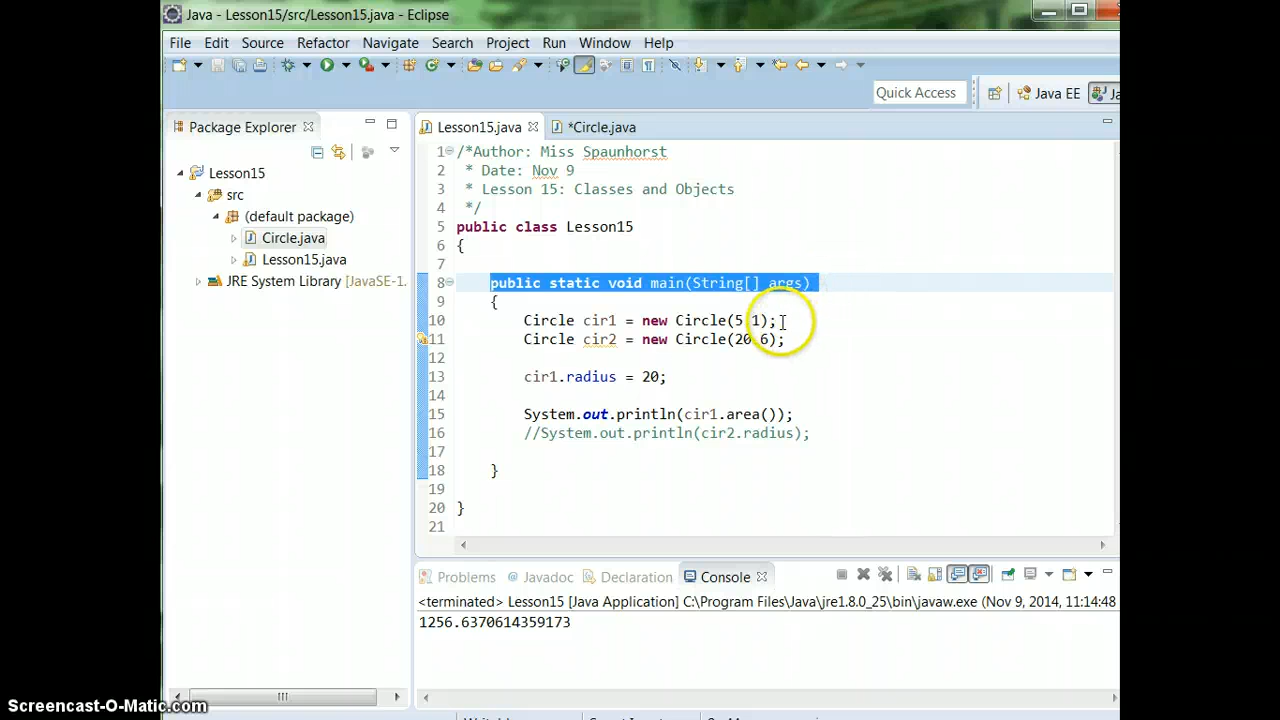 Java - Lesson15/src/Lesson15.java - Eclipse
File Edit Source Refactor Navigate Search Project Run Window Help
Quick Access
Java EE
Ja
Package Explorer
Lesson15.java
*Circle.java
Lesson15
src
(default package)
Circle.java
Lesson15.java
JRE System Library [JavaSE-1.
1 /*Author: Miss Spaunhorst
2 * Date: Nov 9
3 * Lesson 15: Classes and Objects
4 */
5 public class Lesson15
6 {
7
8 public static void main(String[] args)
9 {
10 Circle cir1 = new Circle(5,1);
11 Circle cir2 = new Circle(20,6);
12
13 cir1.radius = 20;
14
15 System.out.println(cir1.area());
16 //System.out.println(cir2.radius);
17
18 }
19
20 }
21
Problems @ Javadoc Declaration Console
<terminated> Lesson15 [Java Application] C:\Program Files\Java\jre1.8.0_25\bin\javaw.exe (Nov 9, 2014, 11:14:48
1256.6370614359173
Screencast-O-Matic.com